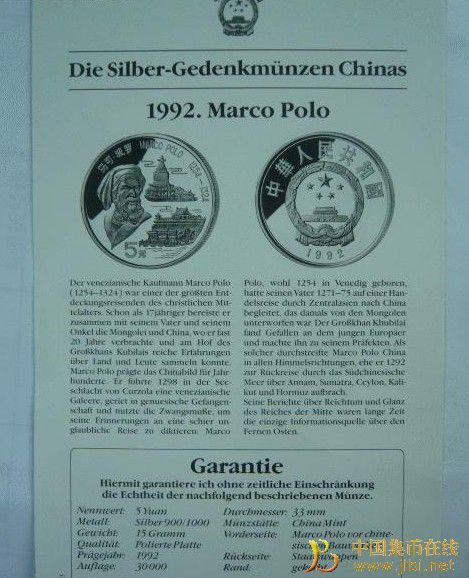 Die Silber-Gedenkmünzen Chinas
1992. Marco Polo
马可·波罗 MARCO POLO 1254-1324
5元
中華人民共和国
1992
Der venezianische Kaufmann Marco Polo
(1254–1324) war einer der größten Ent-
deckungsreisenden des christlichen Mit-
telalters. Schon als 17jähriger bereiste er
zusammen mit seinem Vater und seinem
Onkel die Mongolei und China, wo er fast
20 Jahre verbrachte und am Hof des
Großkhans Kubilais reiche Erfahrungen
über Land und Leute sammeln konnte.
Marco Polo prägte das Chinabild für Jahr-
hunderte. Er führte 1298 in der See-
schlacht von Curzola eine venezianische
Galeere, geriet in genuesische Gefangen-
schaft und nutzte die Zwangsmuße, um
seine Erinnerungen an eine schier un-
glaubliche Reise zu diktieren. Marco
Polo, wohl 1254 in Venedig geboren,
hatte seinen Vater 1271–75 auf einer Han-
delsreise durch Zentralasien nach China
begleitet, das damals von den Mongolen
unterworfen war. Der Großkhan Khubilai
fand Gefallen an dem jungen Europäer
und machte ihn zu seinem Präfekten. Als
solcher durchstreifte Marco Polo China
in allen Himmelsrichtungen, ehe er 1292
zur Rückreise durch das Südchinesische
Meer über Annam, Sumatra, Ceylon, Kali-
kut und Hormuz aufbrach.
Seine Berichte über Reichtum und Glanz
des Reiches der Mitte waren lange Zeit
die einzige Informationsquelle über den
Fernen Osten.
Garantie
Hiermit garantiere ich ohne zeitliche Einschränkung
die Echtheit der nachfolgend beschriebenen Münze.
Nennwert: 5 Yuan
Metall: Silber 900/1000
Gewicht: 15 Gramm
Qualität: Polierte Platte
Prägejahr: 1992
Auflage: 30 000
Durchmesser: 33 mm
Münzstätte: China Mint
Vorderseite: Marco Polo vor chine-
Rückseite: Staatswappen
Rand:
中国集币在线
www.jibi.net